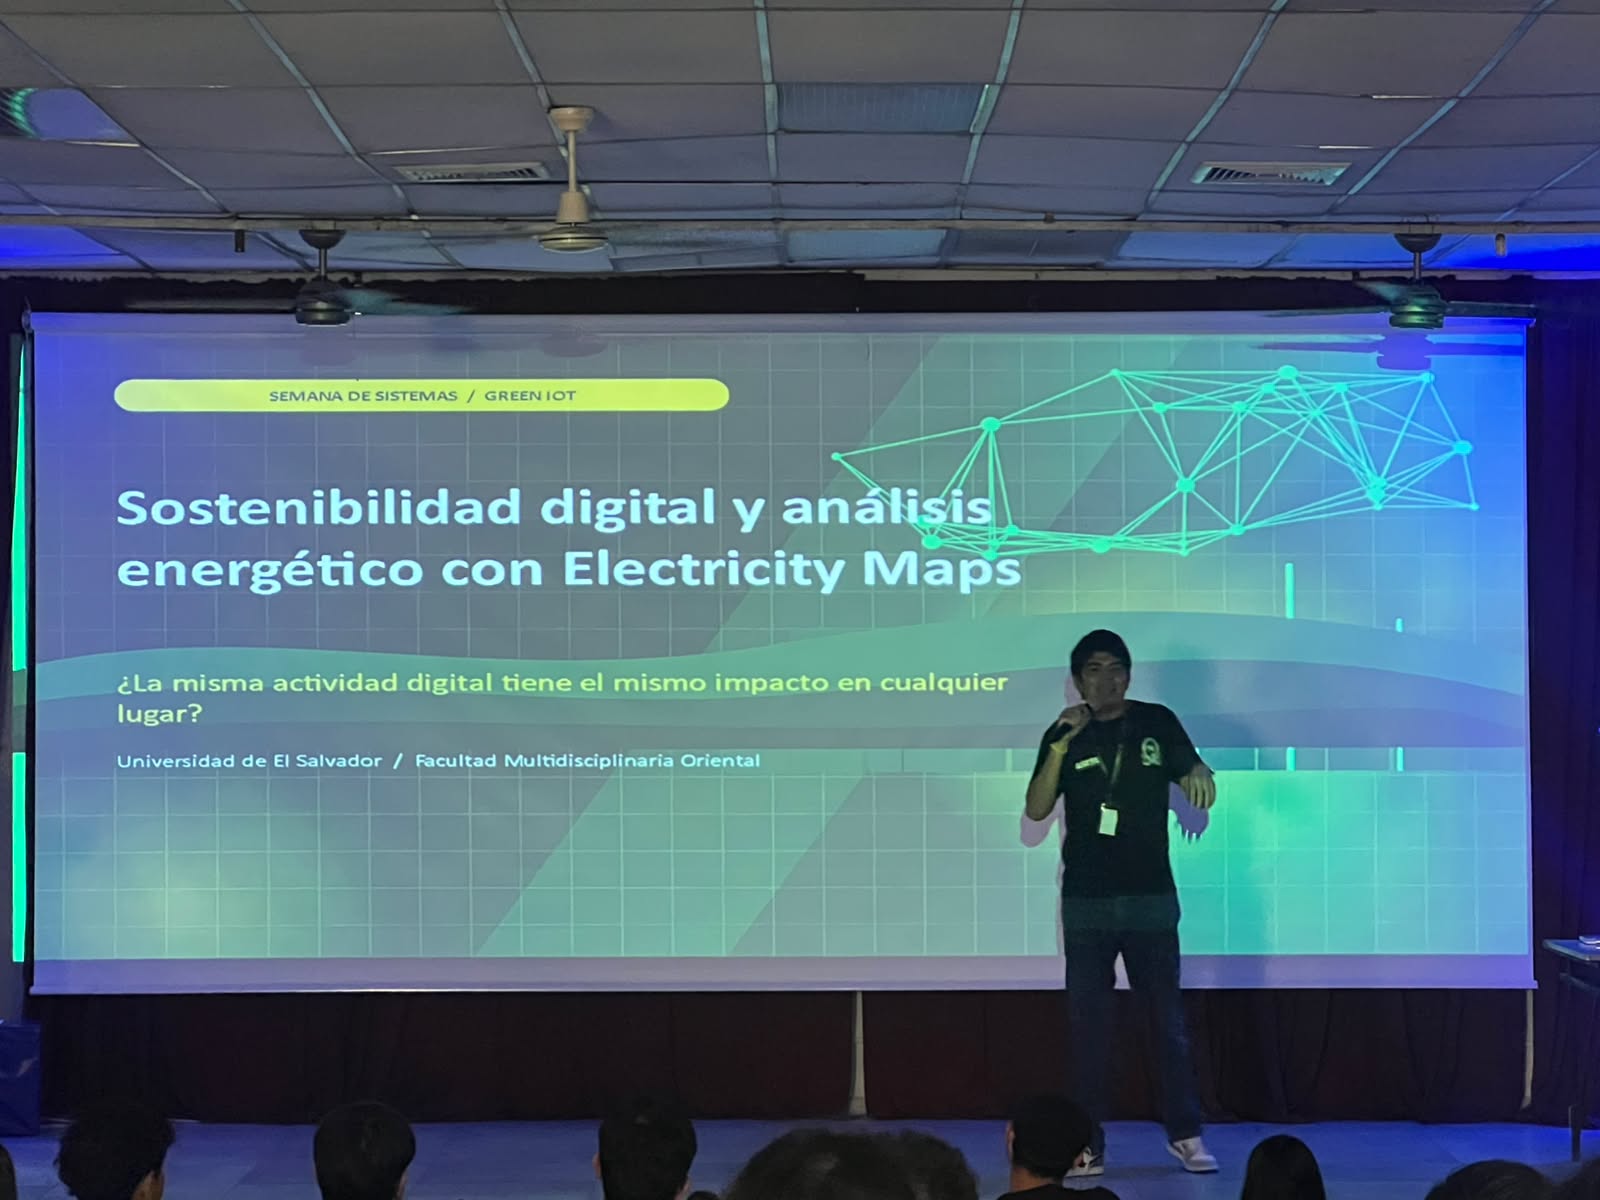 SEMANA DE SISTEMAS / GREEN IOT
Sostenibilidad digital y análisis
energético con Electricity Maps
¿La misma actividad digital tiene el mismo impacto en cualquier
lugar?
Universidad de El Salvador / Facultad Multidisciplinaria Oriental